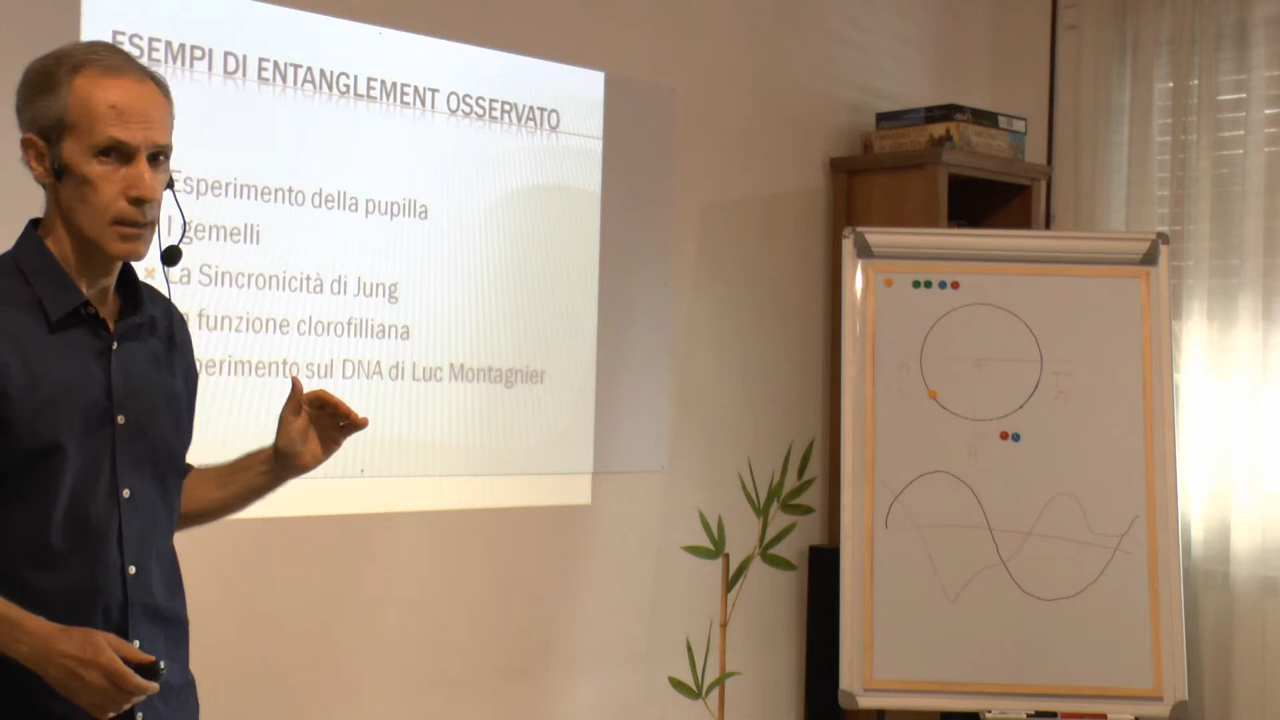 ESEMPI DI ENTANGLEMENT OSSERVATO
Esperimento della pupilla
I gemelli
La Sincronicità di Jung
funzione clorofilliana
sul DNA di Luc Montagnier